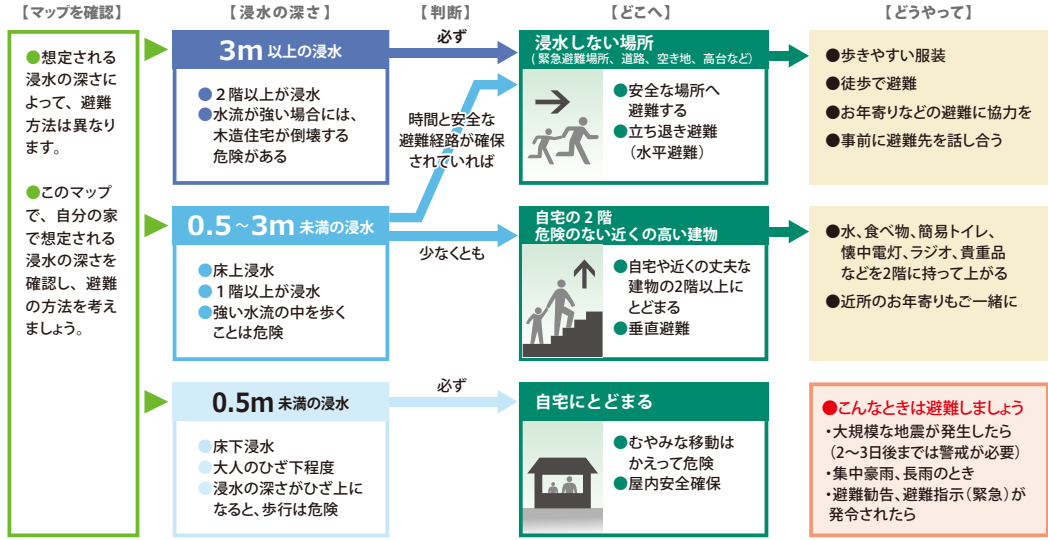 【マップを確認】
【浸水の深さ】
【判断】
【どこへ】
【どうやって】
●想定される
浸水の深さに
よって、避難
方法は異なり
ます。
●このマップ
で、自分の家
で想定される
浸水の深さを
確認し、避難
の方法を考え
ましょう。
3m以上の浸水
●２階以上が浸水
●水流が強い場合には、
木造住宅が倒壊する
危険がある
必ず
時間と安全な
避難経路が確保
されていれば
浸水しない場所
(緊急避難場所、道路、空き地、高台など)
●安全な場所へ
避難する
●立ち退き避難
（水平避難）
●歩きやすい服装
●徒歩で避難
●お年寄りなどの避難に協力を
●事前に避難先を話し合う
0.5～3m未満の浸水
●床上浸水
●１階以上が浸水
●強い水流の中を歩く
ことは危険
少なくとも
自宅の２階
危険のない近くの高い建物
●自宅や近くの丈夫な
建物の2階以上に
とどまる
●垂直避難
●水、食べ物、簡易トイレ、
懐中電灯、ラジオ、貴重品
などを2階に持って上がる
●近所のお年寄りもご一緒に
0.5m未満の浸水
●床下浸水
●大人のひざ下程度
●浸水の深さがひざ上に
なると、歩行は危険
必ず
自宅にとどまる
●むやみな移動は
かえって危険
●屋内安全確保
●こんなときは避難しましょう
・大規模な地震が発生したら
（2～3日後までは警戒が必要）
・集中豪雨、長雨のとき
・避難勧告、避難指示（緊急）が
発令されたら